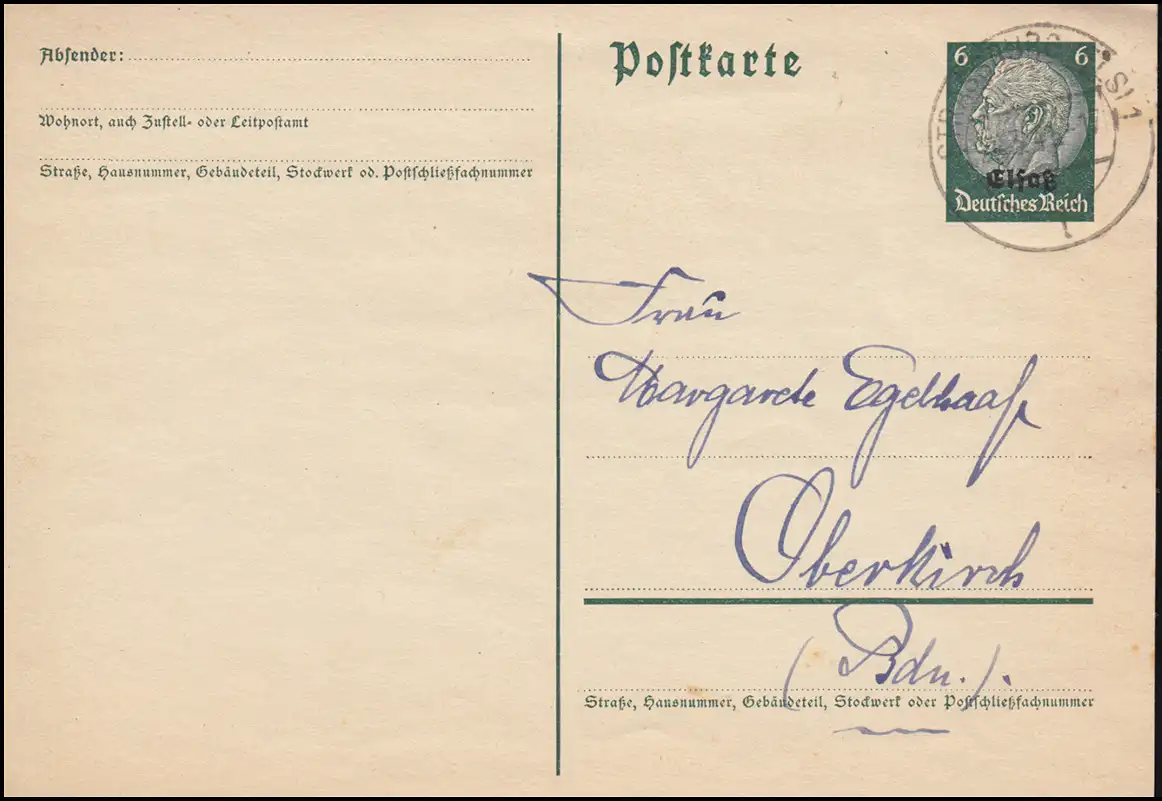 Absender:
Wohnort, auch Zustell- oder Leitpostamt
Straße, Hausnummer, Gebäudeteil, Stockwerk od. Postschließfachnummer
Postkarte
6 6
Elsaß
Deutsches Reich
Frau
Margarete Egelhaaf
Oberkirch
(Bdn.).
Straße, Hausnummer, Gebäudeteil, Stockwerk oder Postschließfachnummer